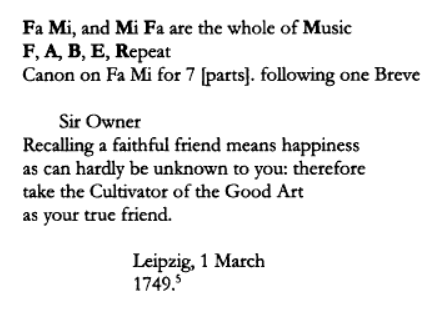 Fa Mi, and Mi Fa are the whole of Music
F, A, B, E, Repeat
Canon on Fa Mi for 7 [parts]. following one Breve
Sir Owner
Recalling a faithful friend means happiness
as can hardly be unknown to you: therefore
take the Cultivator of the Good Art
as your true friend.
Leipzig, 1 March
1749.⁵